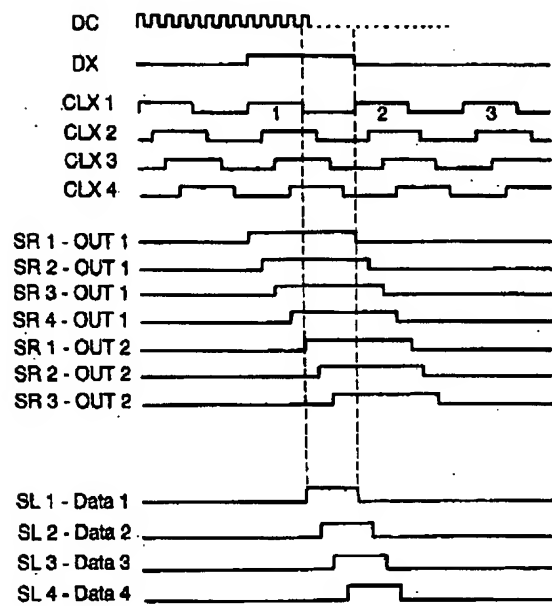 DC
DX
CLX 1
1 2 3
CLX 2
CLX 3
CLX 4
SR 1 - OUT 1
SR 2 - OUT 1
SR 3 - OUT 1
SR 4 - OUT 1
SR 1 - OUT 2
SR 2 - OUT 2
SR 3 - OUT 2
SL 1 - Data 1
SL 2 - Data 2
SL 3 - Data 3
SL 4 - Data 4